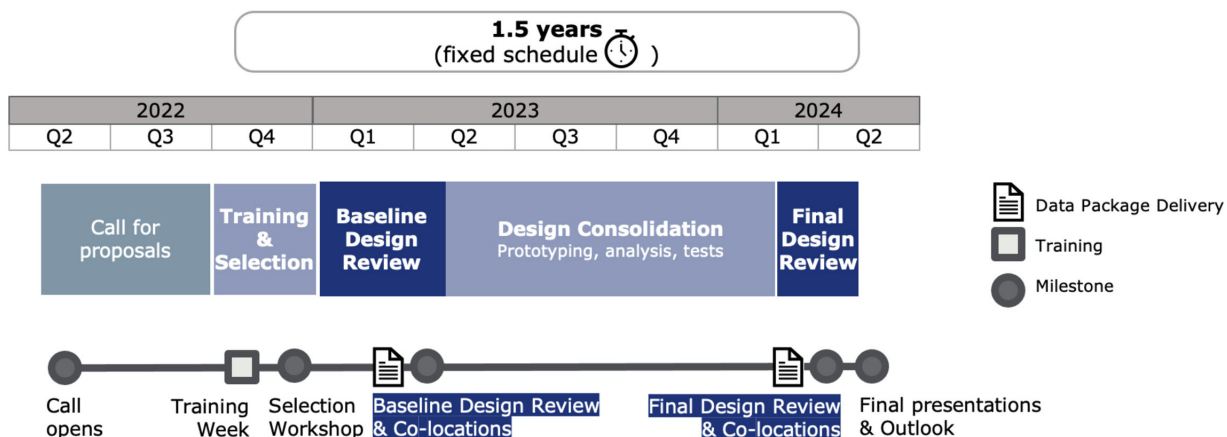 1.5 years
(fixed schedule )
2022 2023 2024
Q2 Q3 Q4 Q1 Q2 Q3 Q4 Q1 Q2
Call for
proposals
Training
&
Selection
Baseline
Design
Review
Design Consolidation
Prototyping, analysis, tests
Final
Design
Review
Data Package Delivery
Training
Milestone
Call
opens
Training
Week
Selection
Workshop
Baseline Design Review
& Co-locations
Final Design Review
& Co-locations
Final presentations
& Outlook